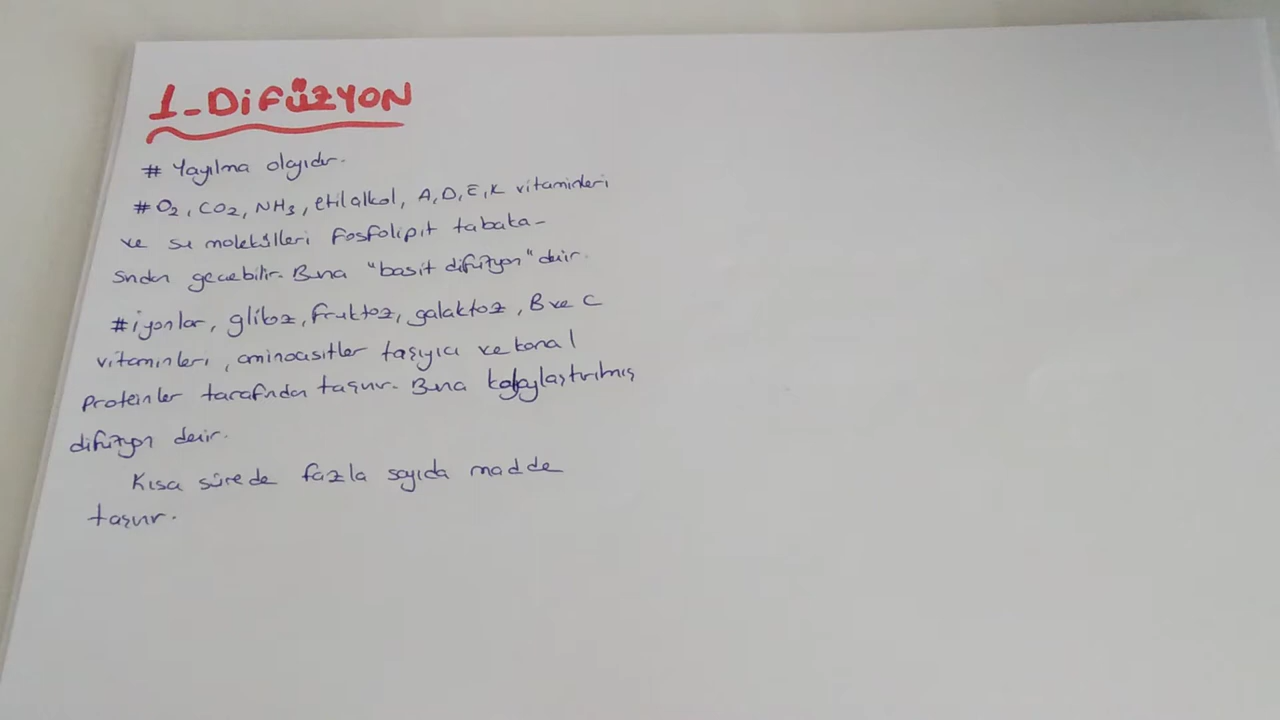 1-DİFÜZYON
# Yayılma olayıdır.
# O₂, CO₂, NH₃, etil alkol, A, D, E, K vitaminleri
ve su molekülleri fosfolipit tabaka-
sından geçebilir. Buna "basit difüzyon" denir.
# iyonlar, glikoz, fruktoz, galaktoz, B ve C
vitaminleri, aminoasitler taşıyıcı ve kanal
proteinler tarafından taşınır. Buna kolaylaştırılmış
difüzyon denir.
Kısa sürede fazla sayıda madde
taşınır.